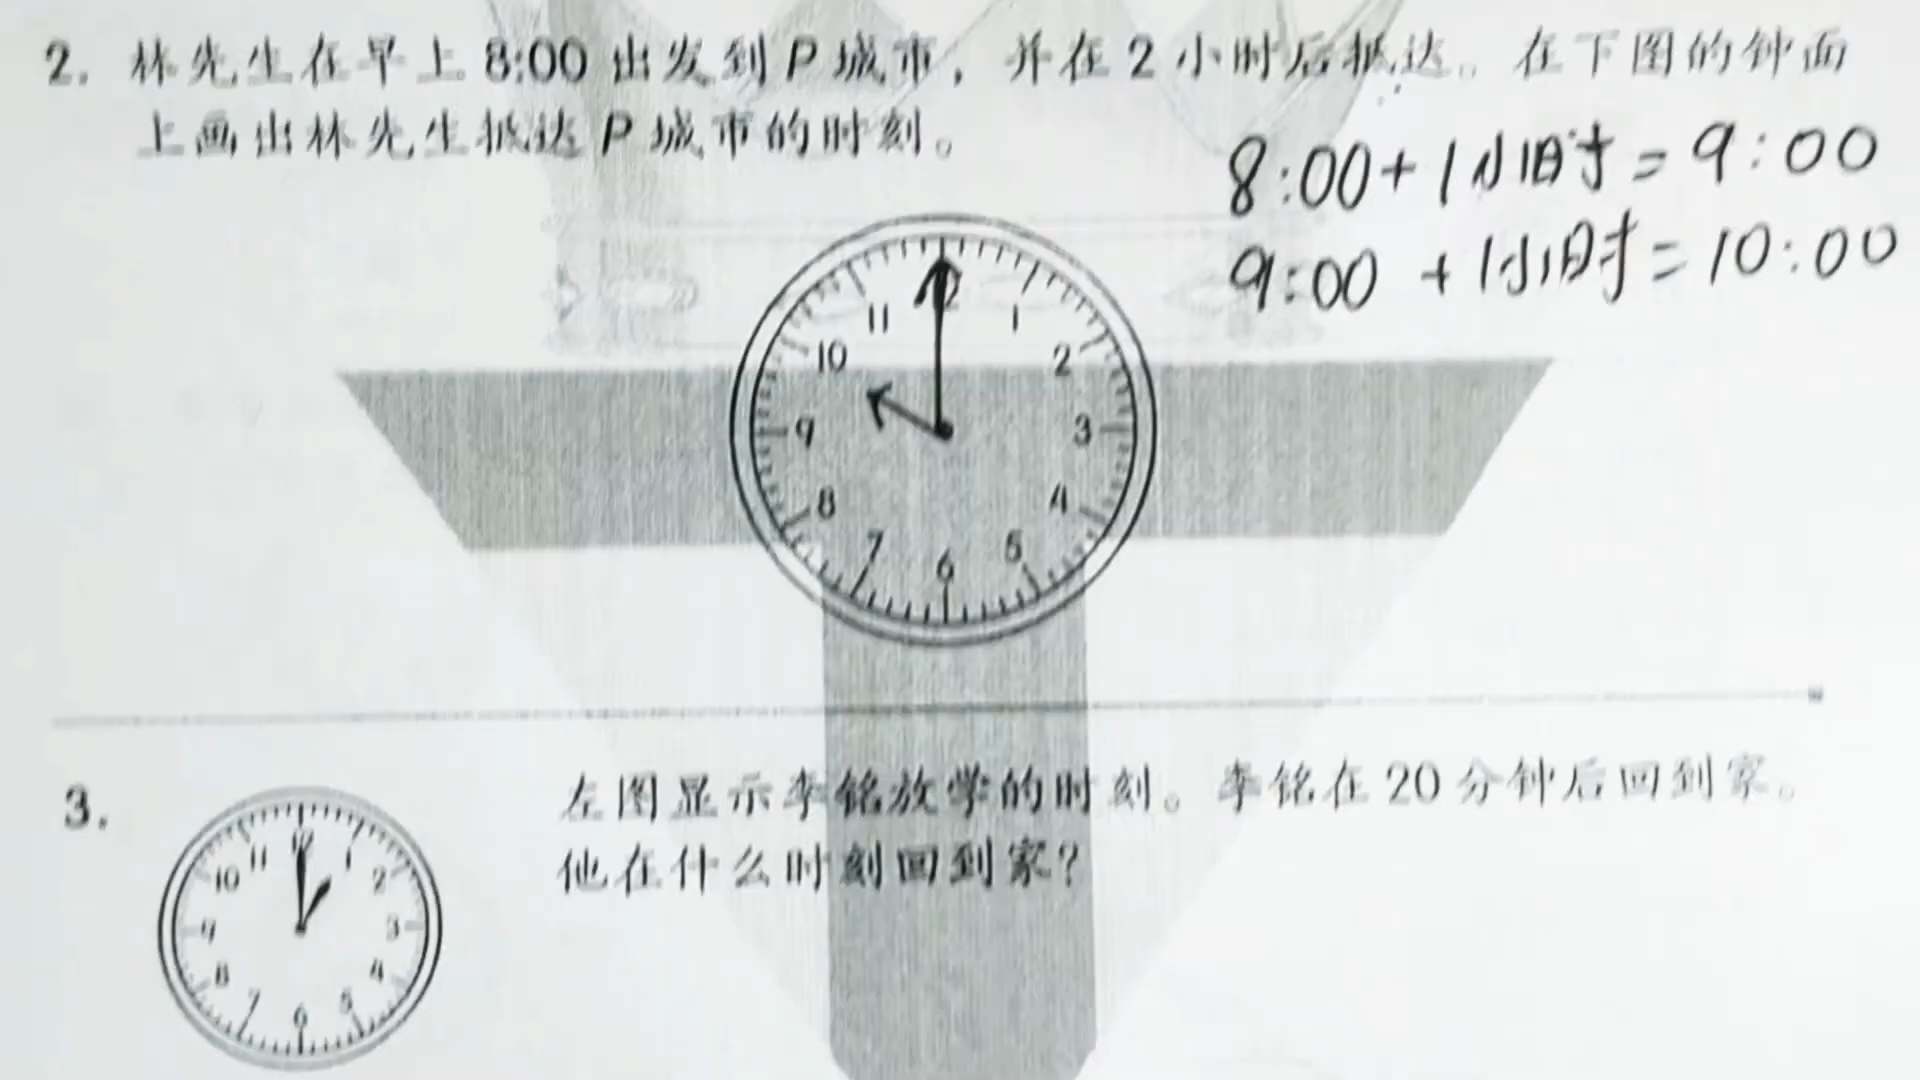 2. 林先生在早上 8:00 出发到 P 城市，并在 2 小时后抵达。在下图的钟面
上画出林先生抵达 P 城市的时刻。
8:00 + 1小时 = 9:00
9:00 + 1小时 = 10:00
12
11 1
10 2
9 3
8 4
7 5
6
3. 左图显示李铭放学的时刻。李铭在 20 分钟后回到家。
他在什么时刻回到家？
12
11 1
10 2
9 3
8 4
7 5
6